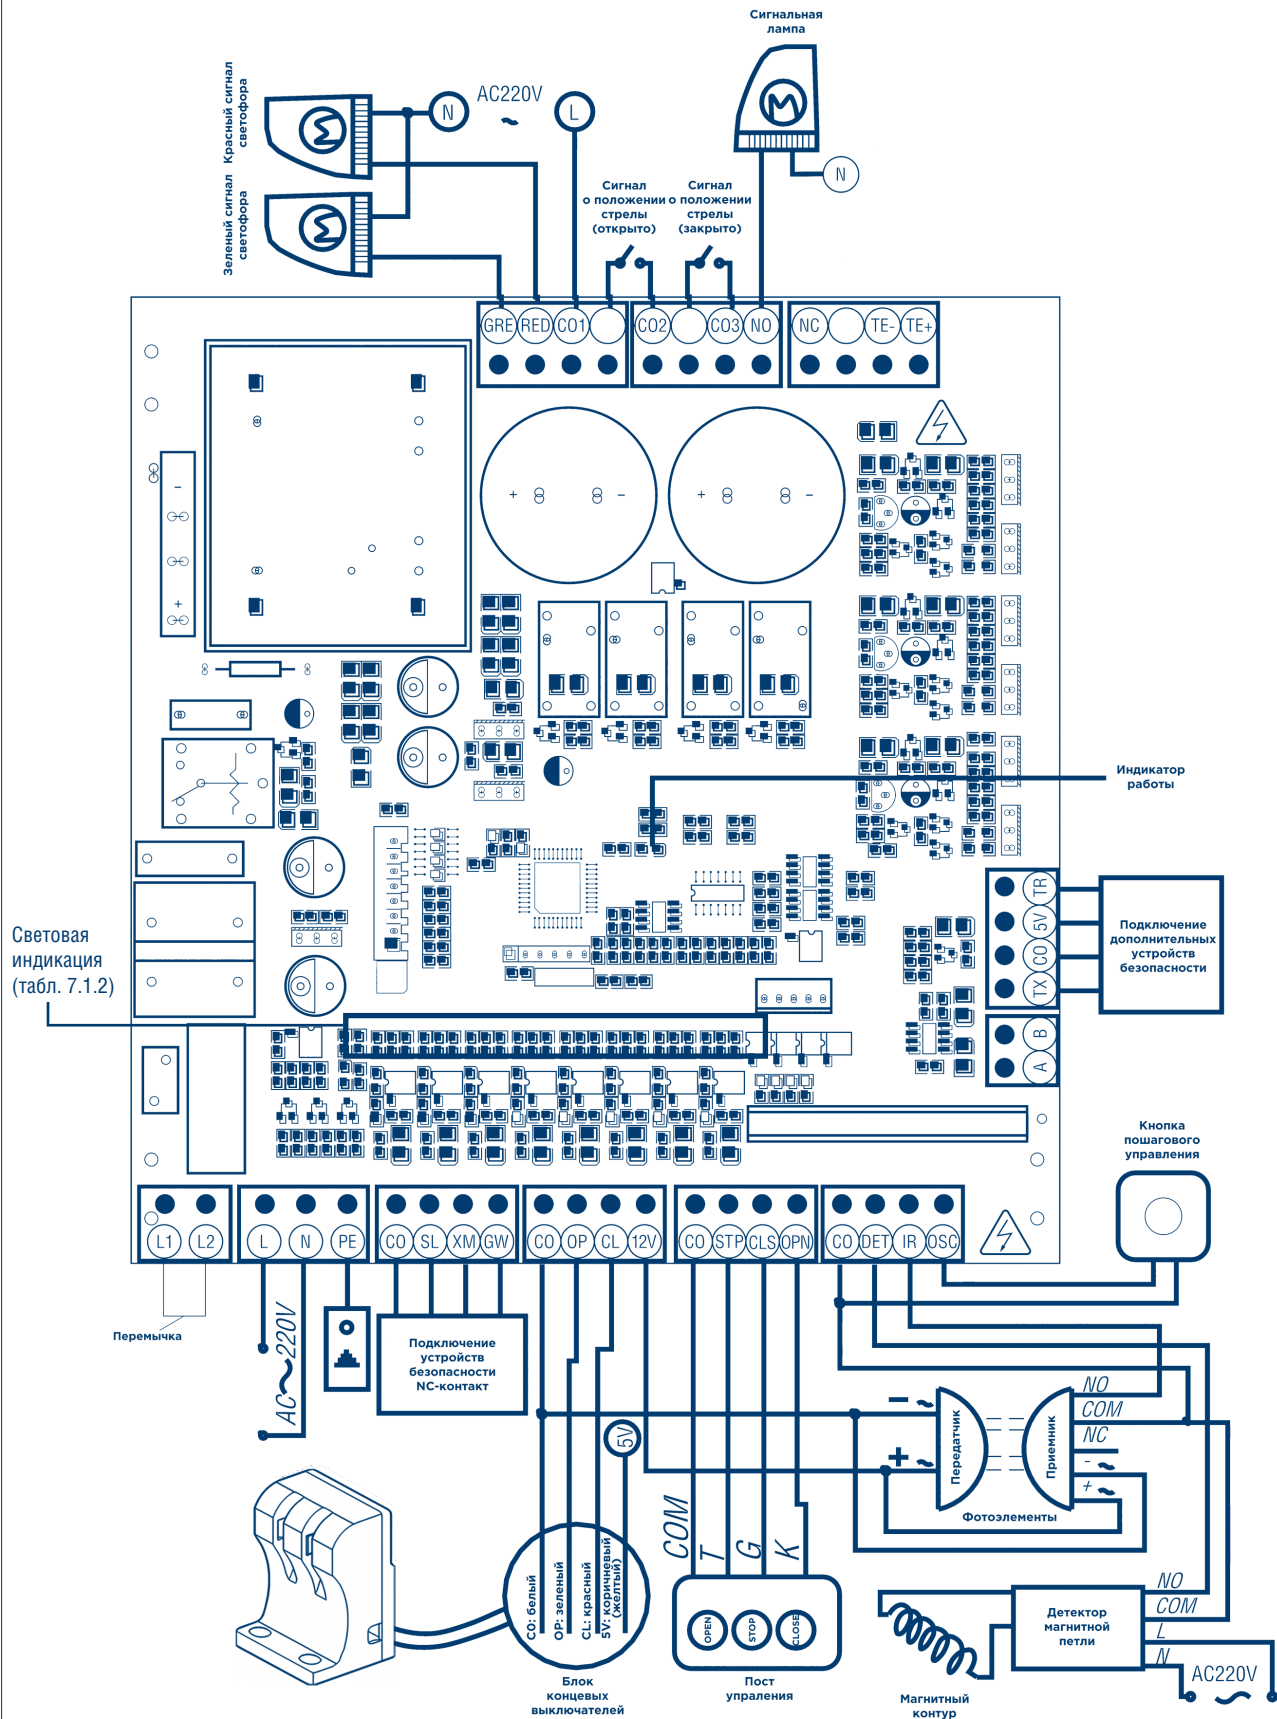 Сигнальная
лампа
Красный сигнал
светофора
N
AC220V
~
L
N
Зеленый сигнал
светофора
Сигнал
о положении
стрелы
(открыто)
Сигнал
о положении
стрелы
(закрыто)
GRE RED CO1
CO2 CO3 NO
NC TE- TE+
+ -
+ -
-
+
Индикатор
работы
Световая
индикация
(табл. 7.1.2)
TR
5V
CO
TX
Подключение
дополнительных
устройств
безопасности
B
A
Кнопка
пошагового
управления
L1 L2
L N PE
CO SL XM GW
CO OP CL 12V
CO STP CLS OPN
CO DET IR OSC
Перемычка
AC~220V
Подключение
устройств
безопасности
NC-контакт
5V
- ~
+ ~
Передатчик
Приемник
NO
COM
NC
- ~
+ ~
Фотоэлементы
COM
T
G
K
CO: белый
OP: зеленый
CL: красный
5V: коричневый
(желтый)
OPEN
STOP
CLOSE
Блок
концевых
выключателей
Пост
упраления
Магнитный
контур
Детектор
магнитной
петли
NO
COM
L
N
AC220V
~